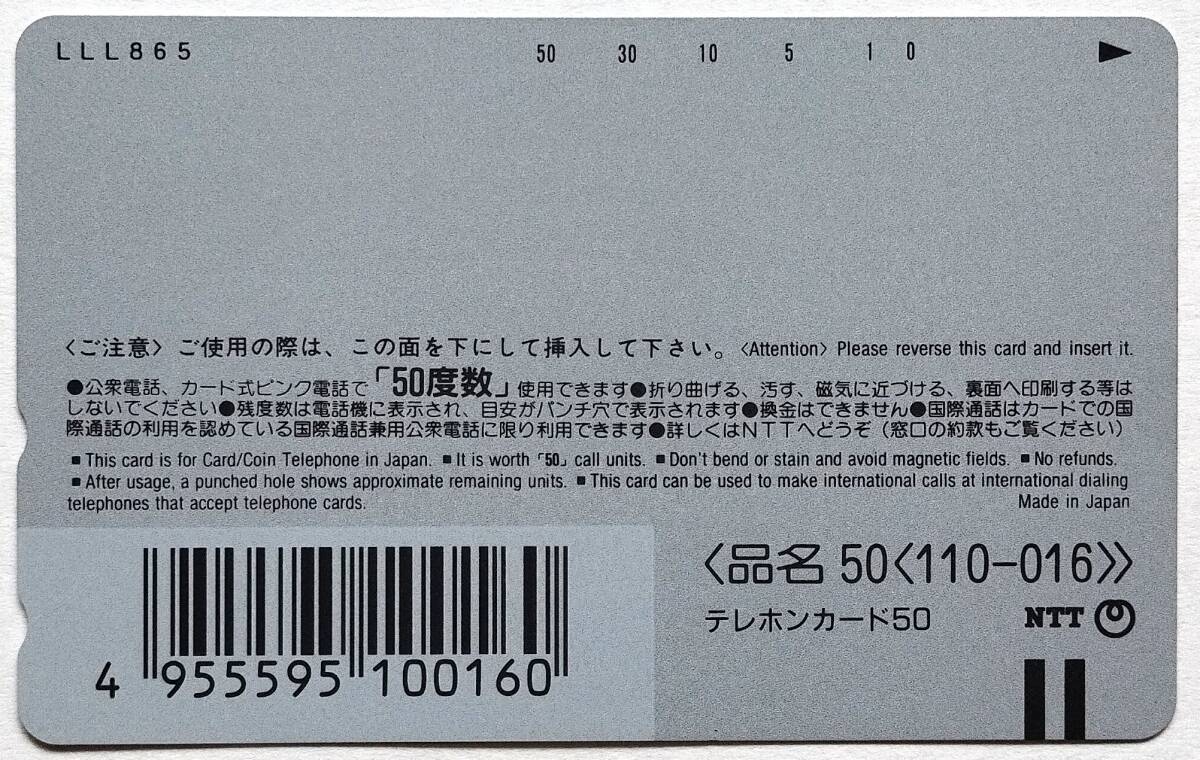 LLL865 50 30 10 5 1 0
〈ご注意〉ご使用の際は、この面を下にして挿入して下さい。〈Attention〉Please reverse this card and insert it.
●公衆電話、カード式ピンク電話で「50度数」使用できます●折り曲げる、汚す、磁気に近づける、裏面へ印刷する等は
しないでください●残度数は電話機に表示され、目安がパンチ穴で表示されます●換金はできません●国際通話はカードでの国
際通話の利用を認めている国際通話兼用公衆電話に限り利用できます●詳しくはNTTへどうぞ(窓口の約款もご覧ください)
■This card is for Card/Coin Telephone in Japan. ■It is worth「50」call units. ■Don't bend or stain and avoid magnetic fields. ■No refunds.
■After usage, a punched hole shows approximate remaining units. ■This card can be used to make international calls at international dialing
telephones that accept telephone cards. Made in Japan
〈品名 50〈110-016〉〉
テレホンカード50 NTT
4 955595 100160